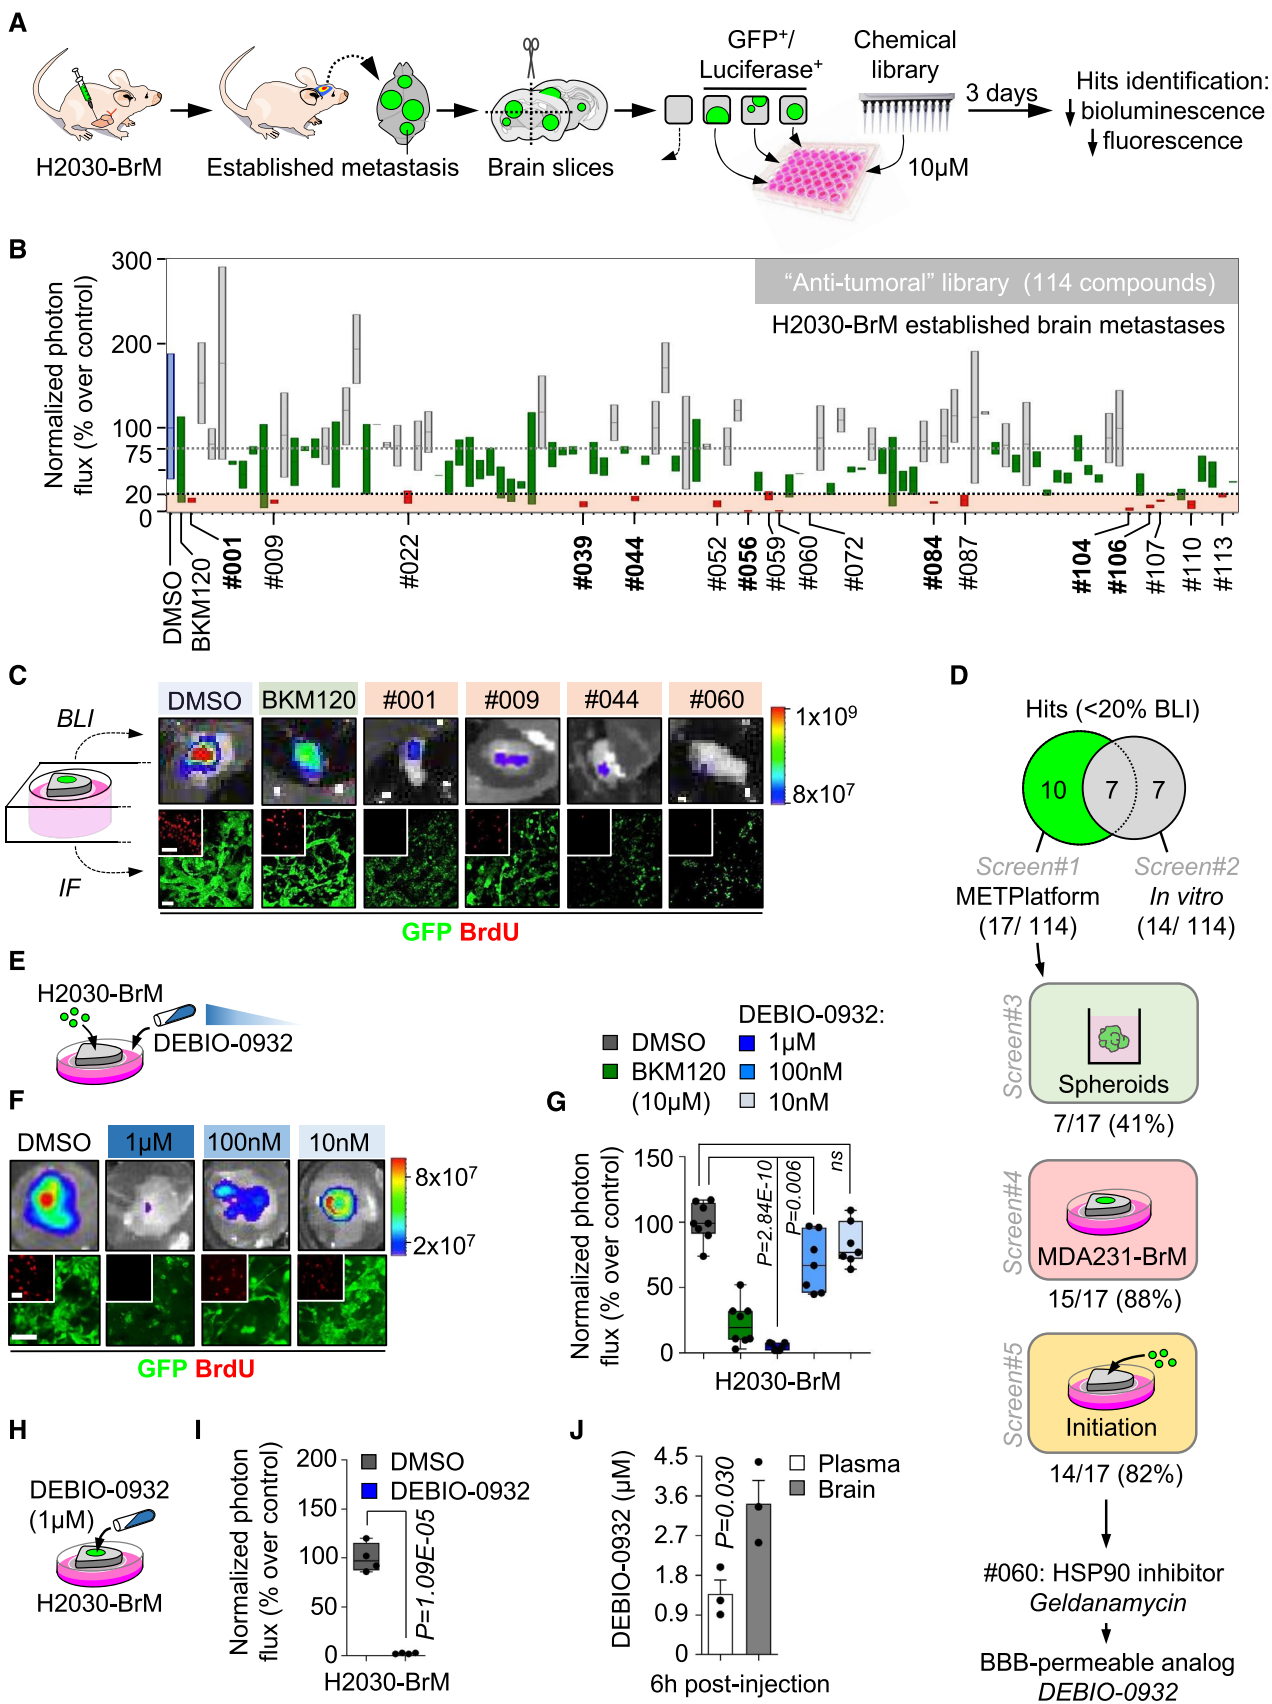 A
H2030-BrM
Established metastasis
Brain slices
GFP⁺/
Luciferase⁺
Chemical
library
10µM
3 days
Hits identification:
bioluminescence
fluorescence
B
Normalized photon
flux (% over control)
300
200
100
75
20
0
"Anti-tumoral" library (114 compounds)
H2030-BrM established brain metastases
DMSO
BKM120
#001
#009
#022
#039
#044
#052
#056
#059
#060
#072
#084
#087
#104
#106
#107
#110
#113
C
BLI
IF
DMSO
BKM120
#001
#009
#044
#060
1x10⁹
8x10⁷
GFP BrdU
D
Hits (<20% BLI)
10
7
7
Screen#1
METPlatform
(17/ 114)
Screen#2
In vitro
(14/ 114)
Screen#3
Spheroids
7/17 (41%)
Screen#4
MDA231-BrM
15/17 (88%)
Screen#5
Initiation
14/17 (82%)
#060: HSP90 inhibitor
Geldanamycin
BBB-permeable analog
DEBIO-0932
E
H2030-BrM
DEBIO-0932
F
DMSO
1µM
100nM
10nM
8x10⁷
2x10⁷
GFP BrdU
G
DMSO
BKM120
(10µM)
DEBIO-0932:
1µM
100nM
10nM
Normalized photon
flux (% over control)
150
100
50
0
P=2.84E-10
P=0.006
ns
H2030-BrM
H
DEBIO-0932
(1µM)
H2030-BrM
I
Normalized photon
flux (% over control)
200
150
100
50
0
DMSO
DEBIO-0932
P=1.09E-05
H2030-BrM
J
DEBIO-0932 (µM)
4.5
3.6
2.7
1.8
0.9
0
P=0.030
Plasma
Brain
6h post-injection